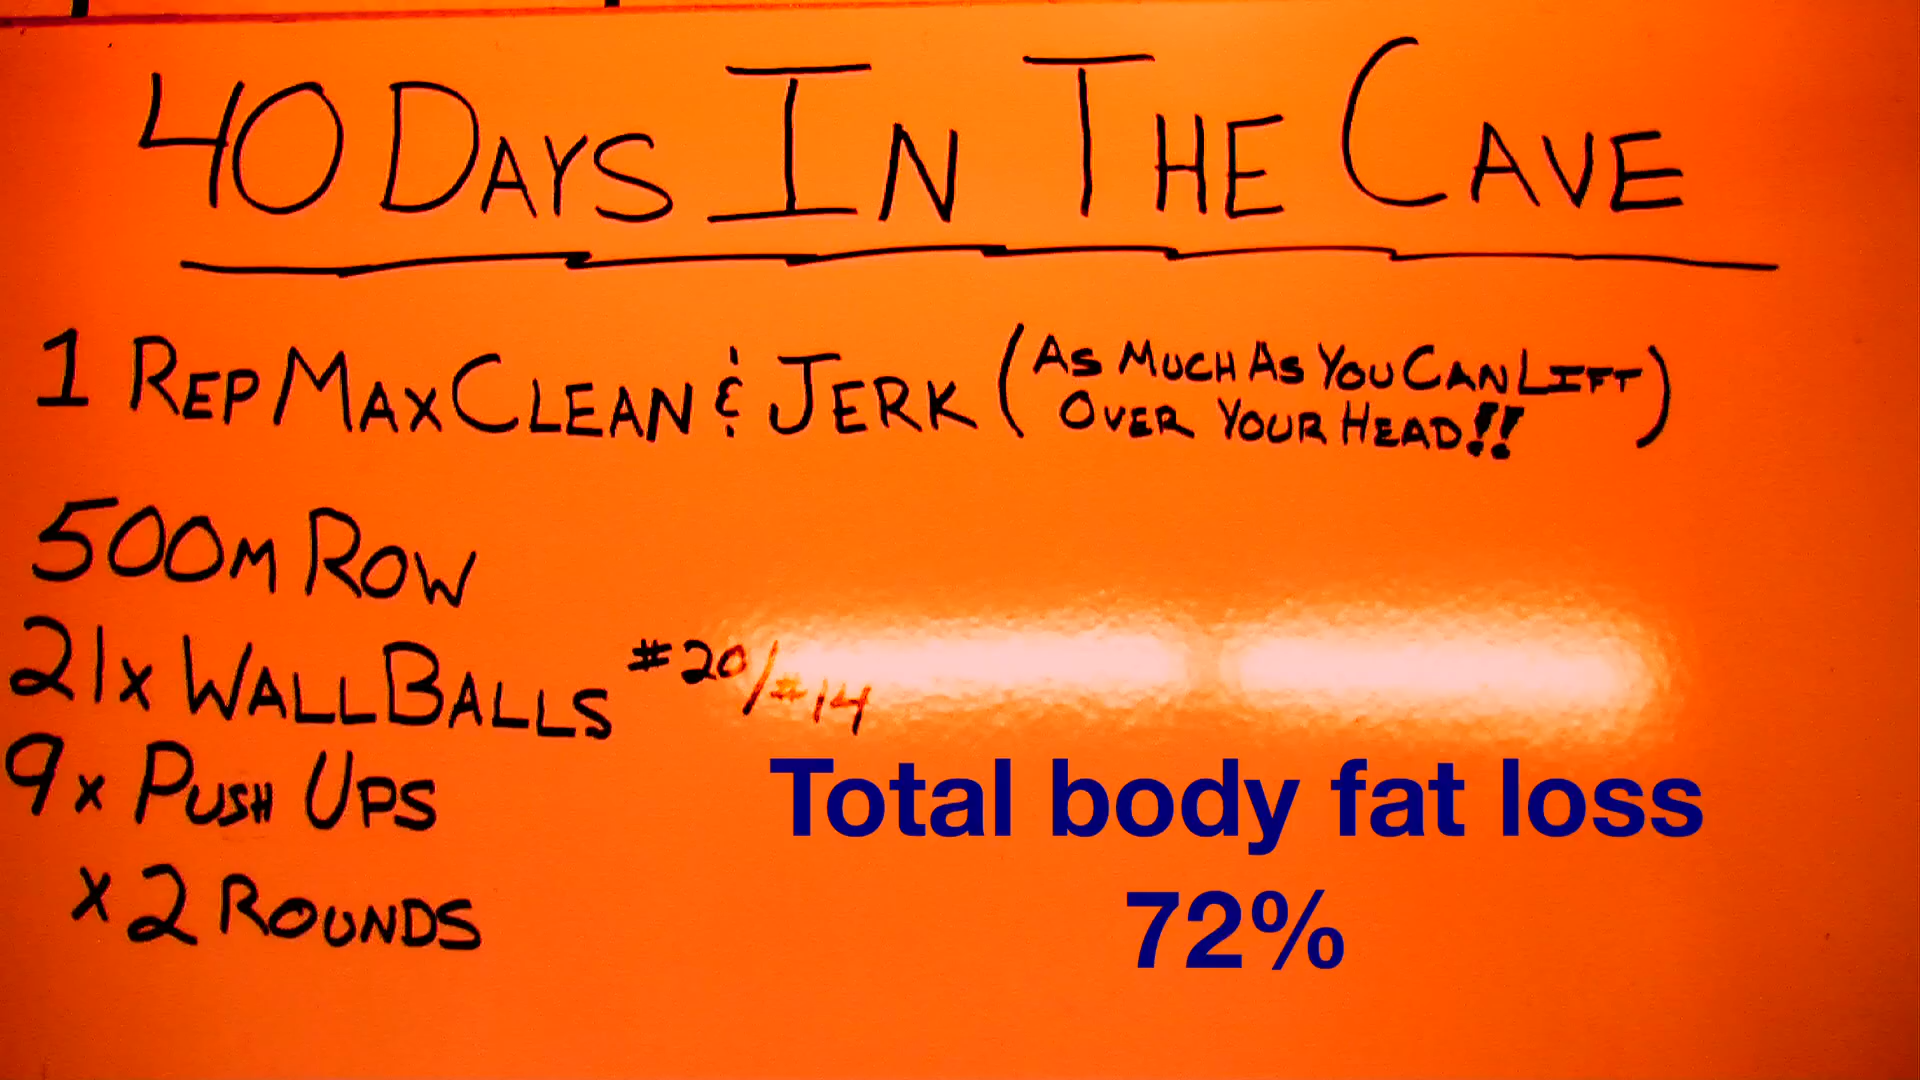 40 DAYS IN THE CAVE
1 REP MAX CLEAN & JERK (AS MUCH AS YOU CAN LIFT
OVER YOUR HEAD!!)
500M ROW
21x WALL BALLS #20/#14
9x PUSH UPS
x2 ROUNDS
Total body fat loss
72%